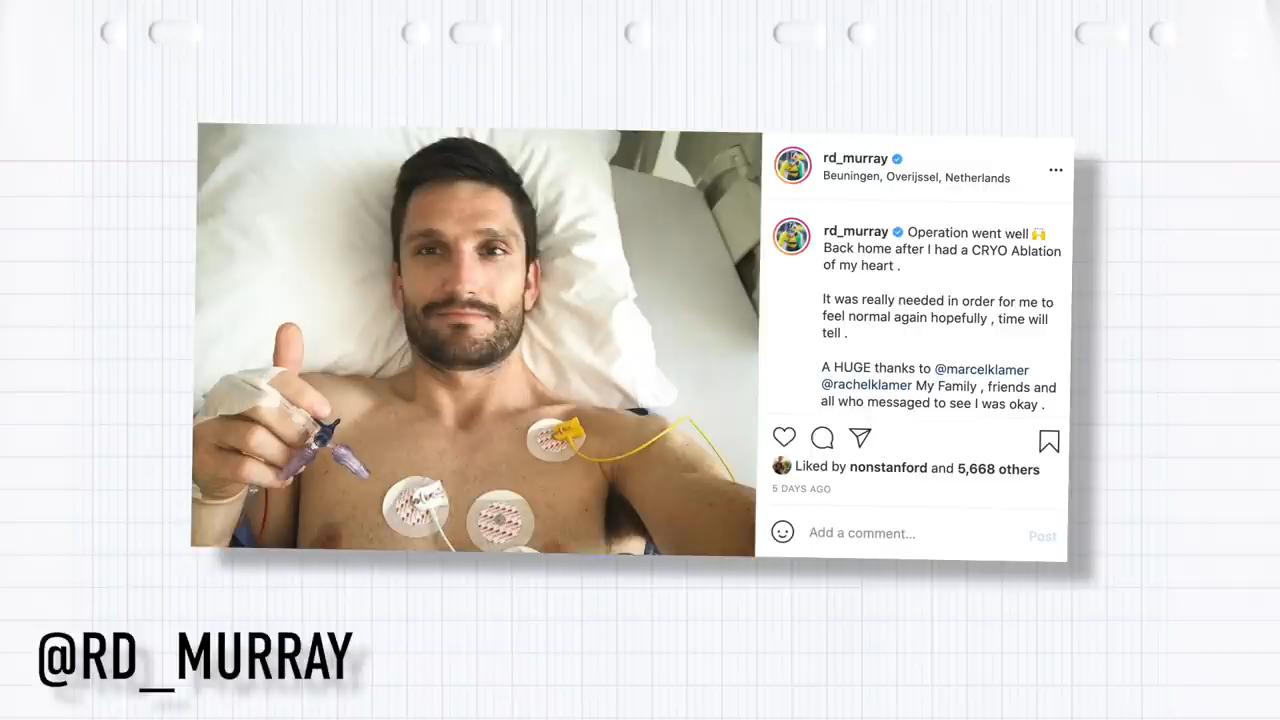 rd_murray
Beuningen, Overijssel, Netherlands
rd_murray Operation went well 🙌
Back home after I had a CRYO Ablation
of my heart .
It was really needed in order for me to
feel normal again hopefully , time will
tell .
A HUGE thanks to @marcelklamer
@rachelklamer My Family , friends and
all who messaged to see I was okay .
Liked by nonstanford and 5,668 others
5 DAYS AGO
Add a comment...
Post
@RD_MURRAY